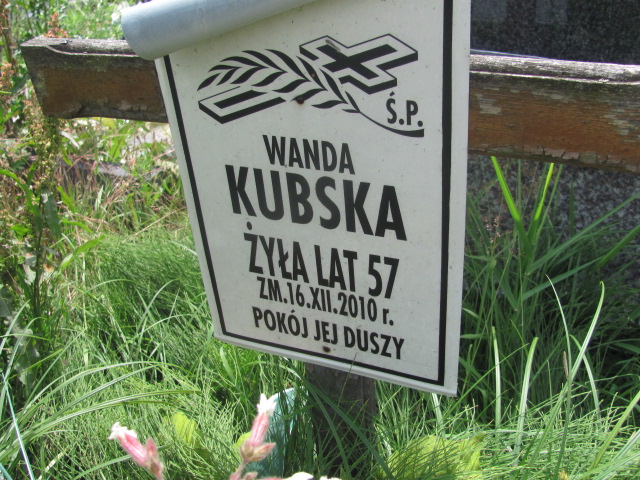 Ś.P.
WANDA
KUBSKA
ŻYŁA LAT 57
ZM.16.XII.2010 r.
POKÓJ JEJ DUSZY